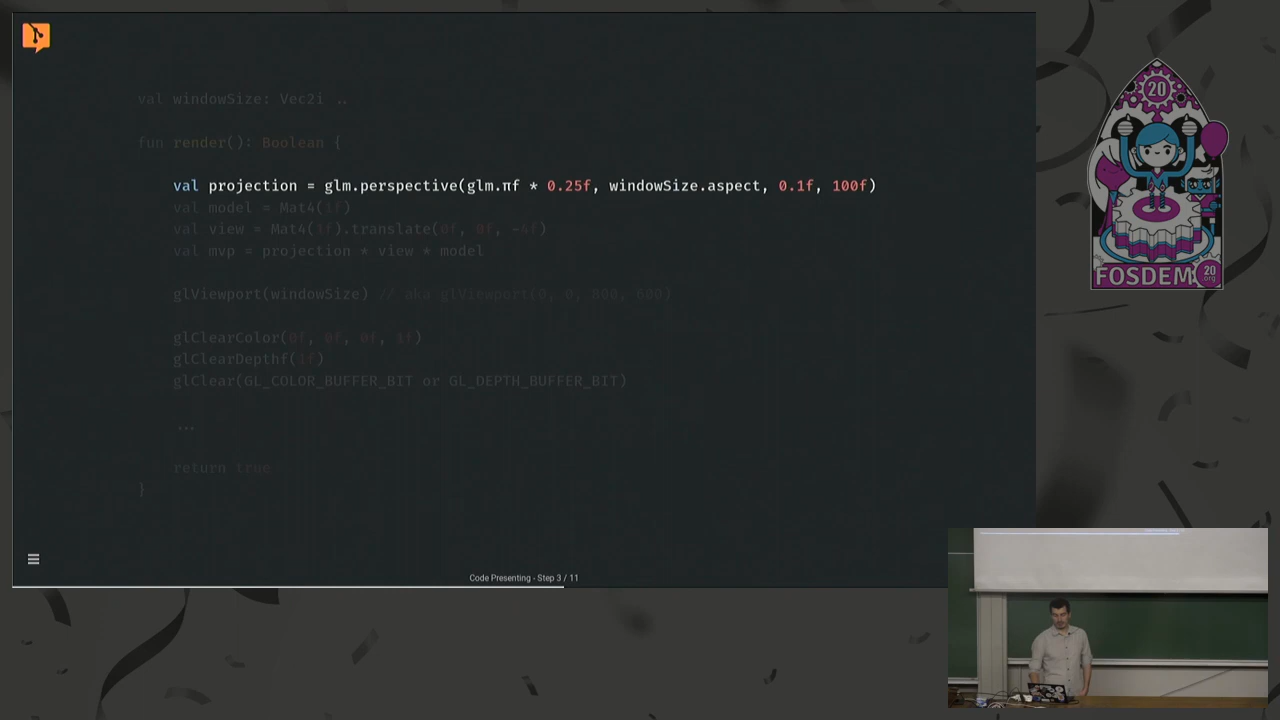 val windowSize: Vec2i ..
fun render(): Boolean {
val projection = glm.perspective(glm.πf * 0.25f, windowSize.aspect, 0.1f, 100f)
val model = Mat4(1f)
val view = Mat4(1f).translate(0f, 0f, -4f)
val mvp = projection * view * model
glViewport(windowSize) // aka glViewport(0, 0, 800, 600)
glClearColor(0f, 0f, 0f, 1f)
glClearDepthf(1f)
glClear(GL_COLOR_BUFFER_BIT or GL_DEPTH_BUFFER_BIT)
...
return true
}
Code Presenting - Step 3 / 11
20
FOSDEM
20
.org